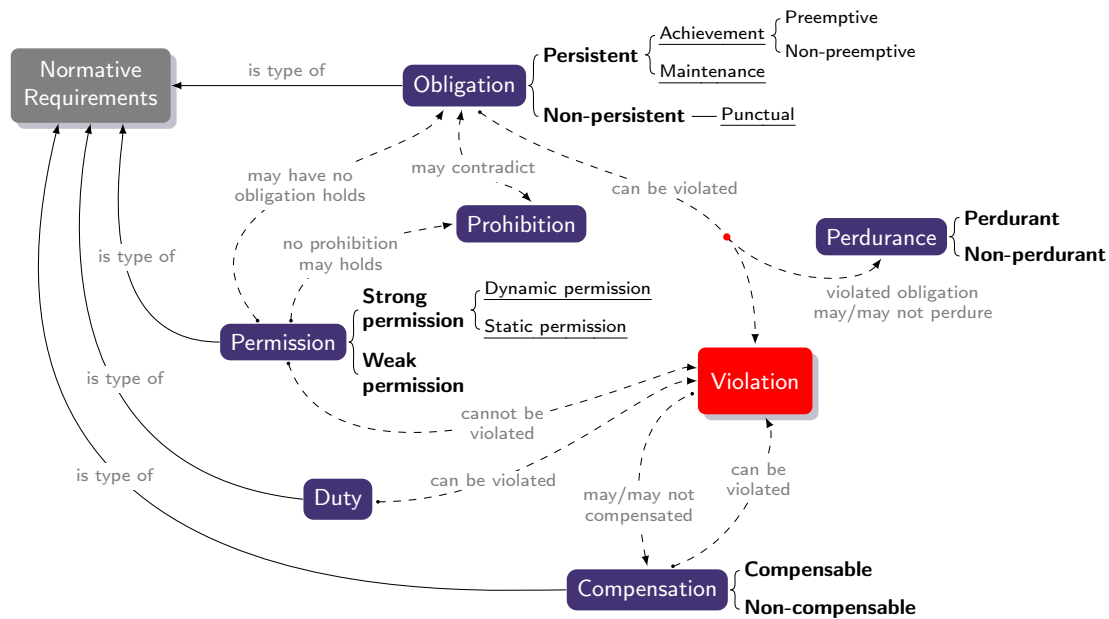 Preemptive
Achievement
Non-preemptive
Persistent
Maintenance
Normative
Requirements
is type of
Obligation
Non-persistent
Punctual
may contradict
may have no
obligation holds
can be violated
Prohibition
Perdurance
Perdurant
Non-perdurant
no prohibition
may holds
is type of
violated obligation
may/may not perdure
Strong
permission
Dynamic permission
Static permission
Permission
Weak
permission
Violation
is type of
cannot be
violated
is type of
can be violated
can be
violated
Duty
may/may not
compensated
Compensation
Compensable
Non-compensable